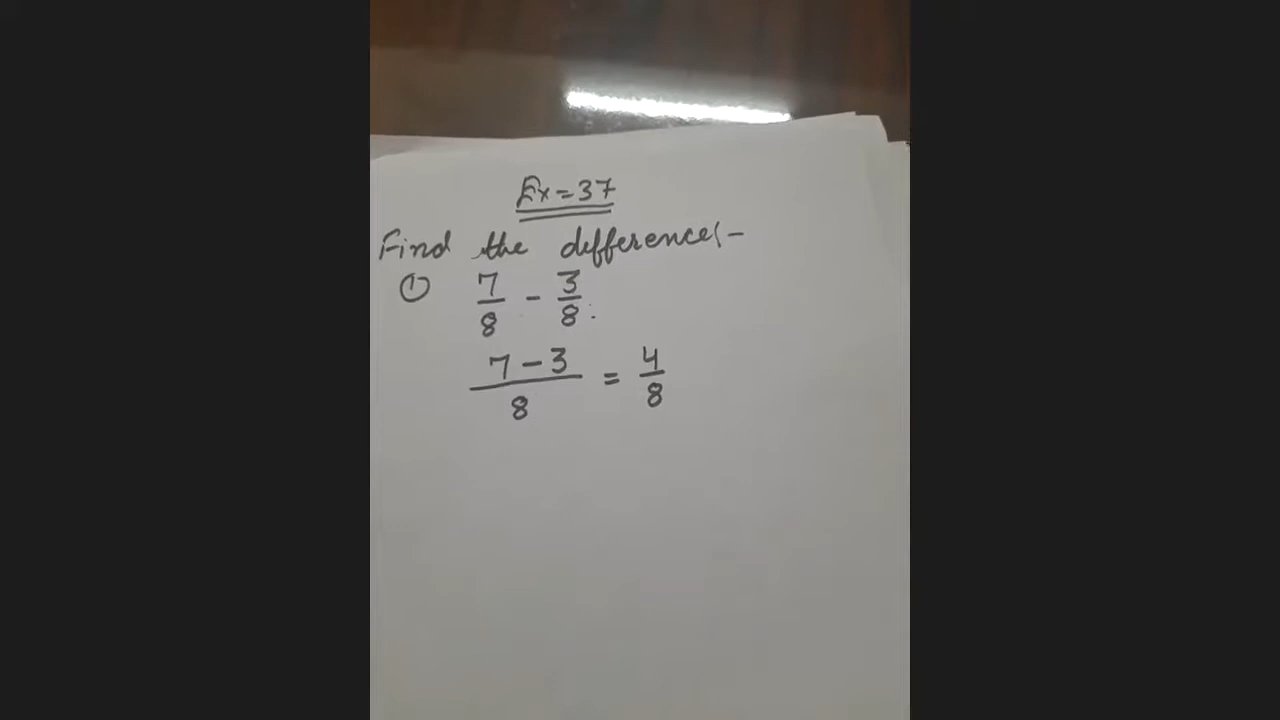 Ex = 37
Find the difference:-
① 7/8 - 3/8.
7-3/8 = 4/8